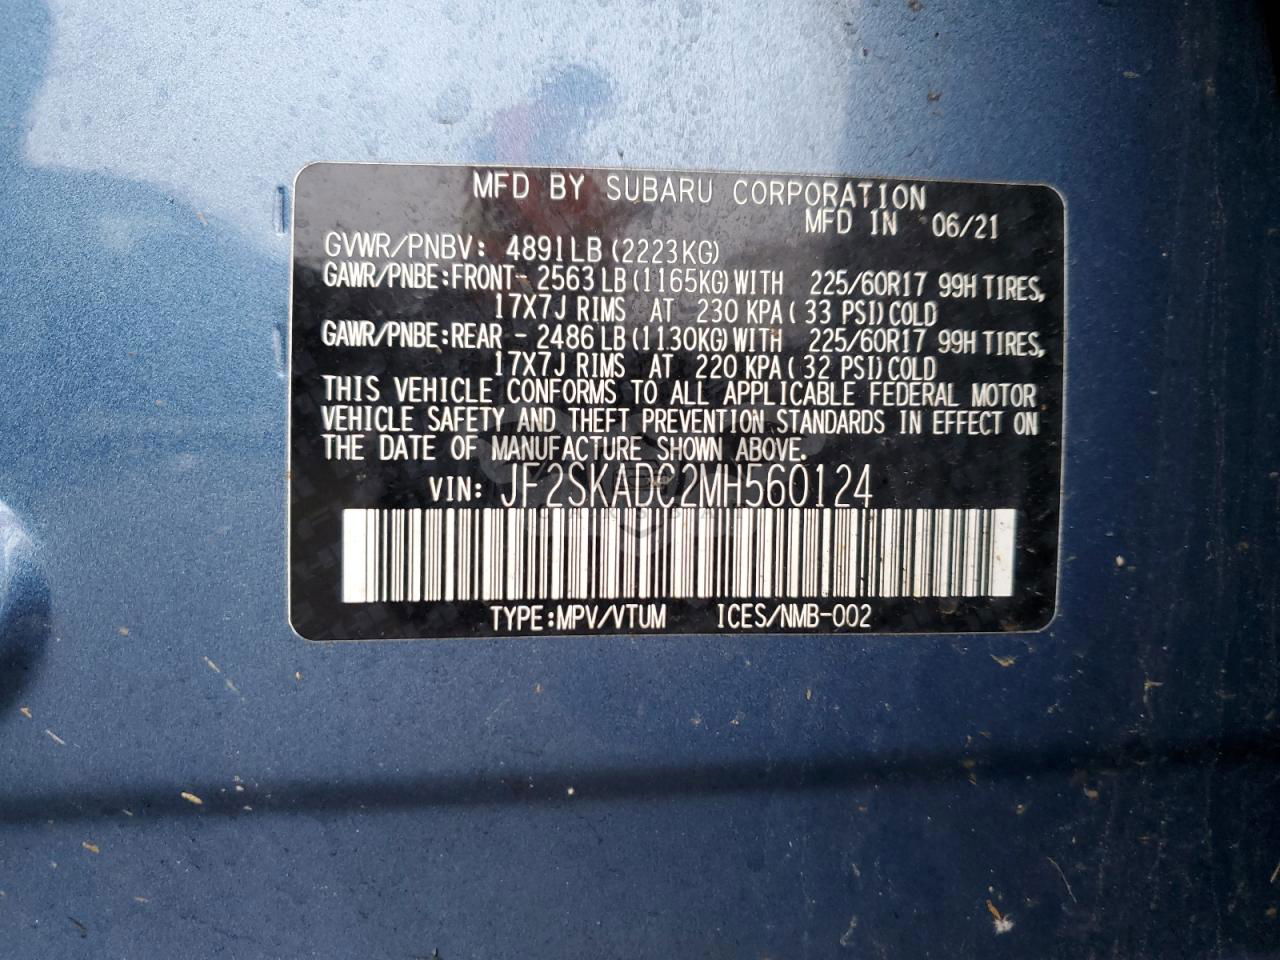 MFD BY SUBARU CORPORATION
MFD IN 06/21
GVWR/PNBV: 4891LB (2223KG)
GAWR/PNBE:FRONT- 2563 LB (1165KG) WITH 225/60R17 99H TIRES,
17X7J RIMS AT 230 KPA ( 33 PSI) COLD
GAWR/PNBE:REAR - 2486 LB (1130KG) WITH 225/60R17 99H TIRES,
17X7J RIMS AT 220 KPA ( 32 PSI) COLD
THIS VEHICLE CONFORMS TO ALL APPLICABLE FEDERAL MOTOR
VEHICLE SAFETY AND THEFT PREVENTION STANDARDS IN EFFECT ON
THE DATE OF MANUFACTURE SHOWN ABOVE.
VIN: JF2SKADC2MH560124
TYPE:MPV/VTUM ICES/NMB-002